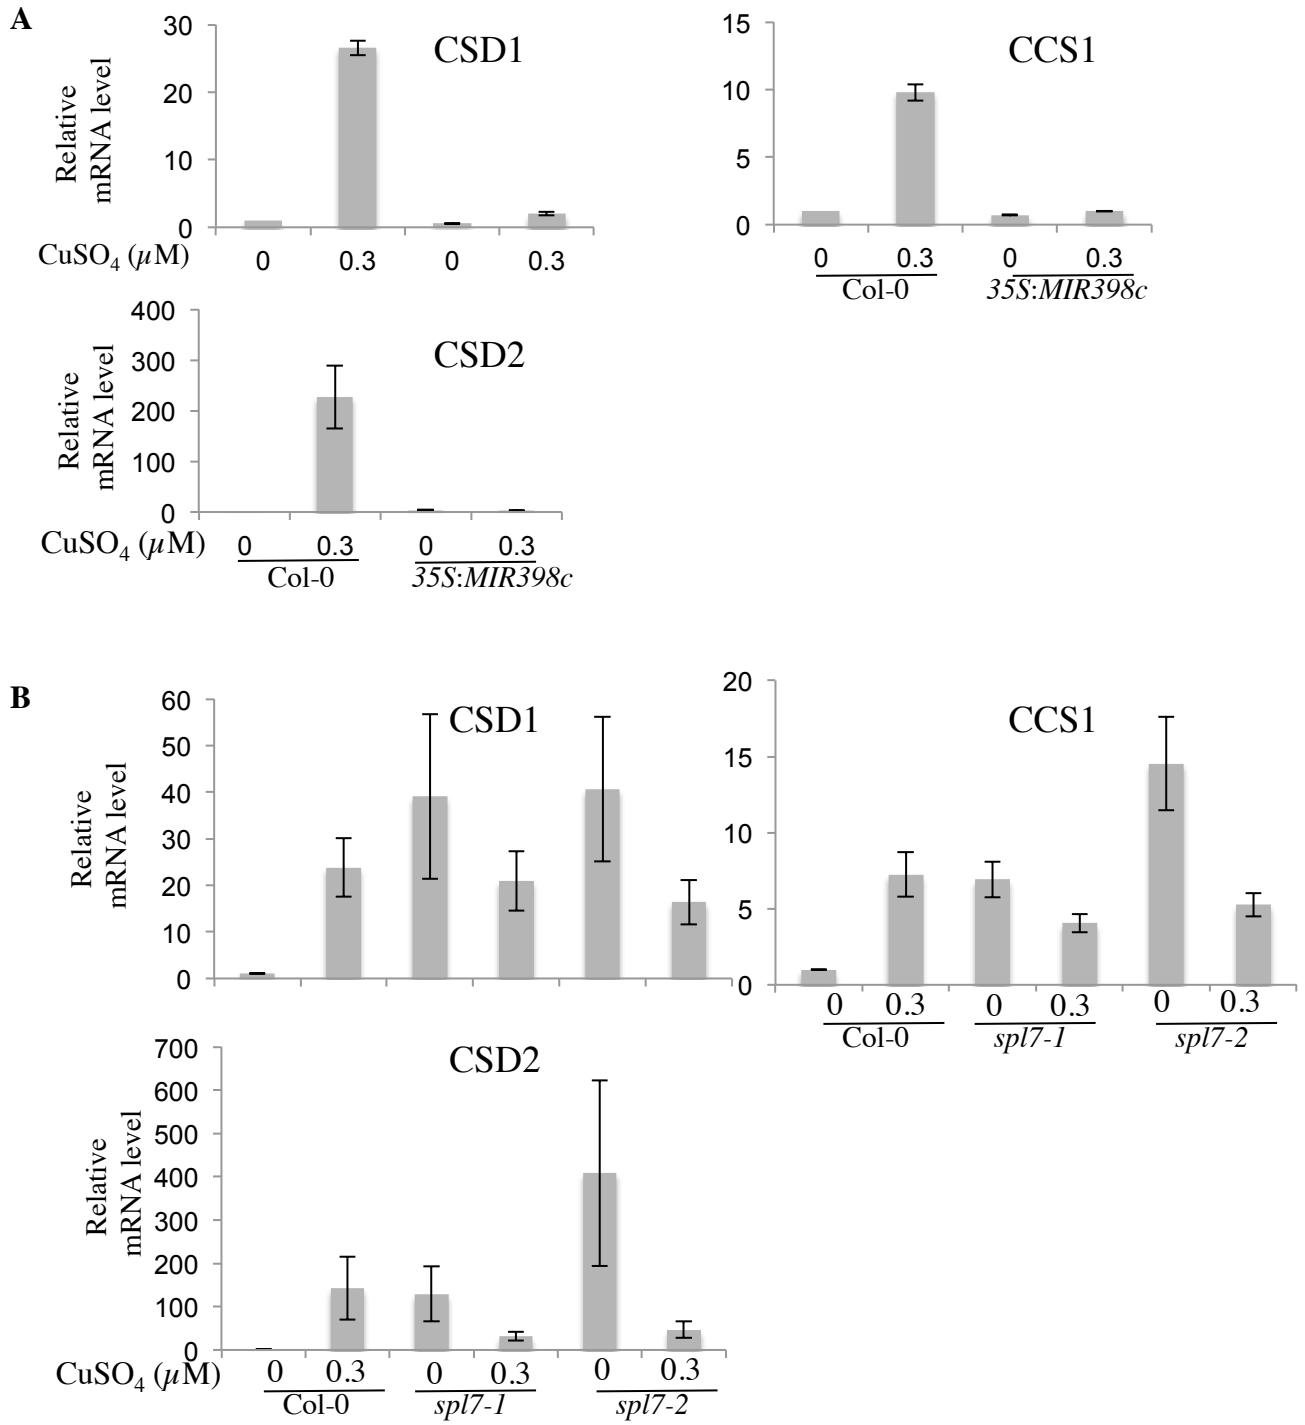 A
CSD1
Relative
mRNA level
30
20
10
0
CuSO4 (µM)
0 0.3 0 0.3
CCS1
15
10
5
0
0 0.3 0 0.3
Col-0 35S:MIR398c
CSD2
Relative
mRNA level
400
300
200
100
0
CuSO4 (µM) 0 0.3 0 0.3
Col-0 35S:MIR398c
B
CSD1
Relative
mRNA level
60
50
40
30
20
10
0
CCS1
20
15
10
5
0
0 0.3 0 0.3 0 0.3
Col-0 spl7-1 spl7-2
CSD2
Relative
mRNA level
700
600
500
400
300
200
100
0
CuSO4 (µM) 0 0.3 0 0.3 0 0.3
Col-0 spl7-1 spl7-2